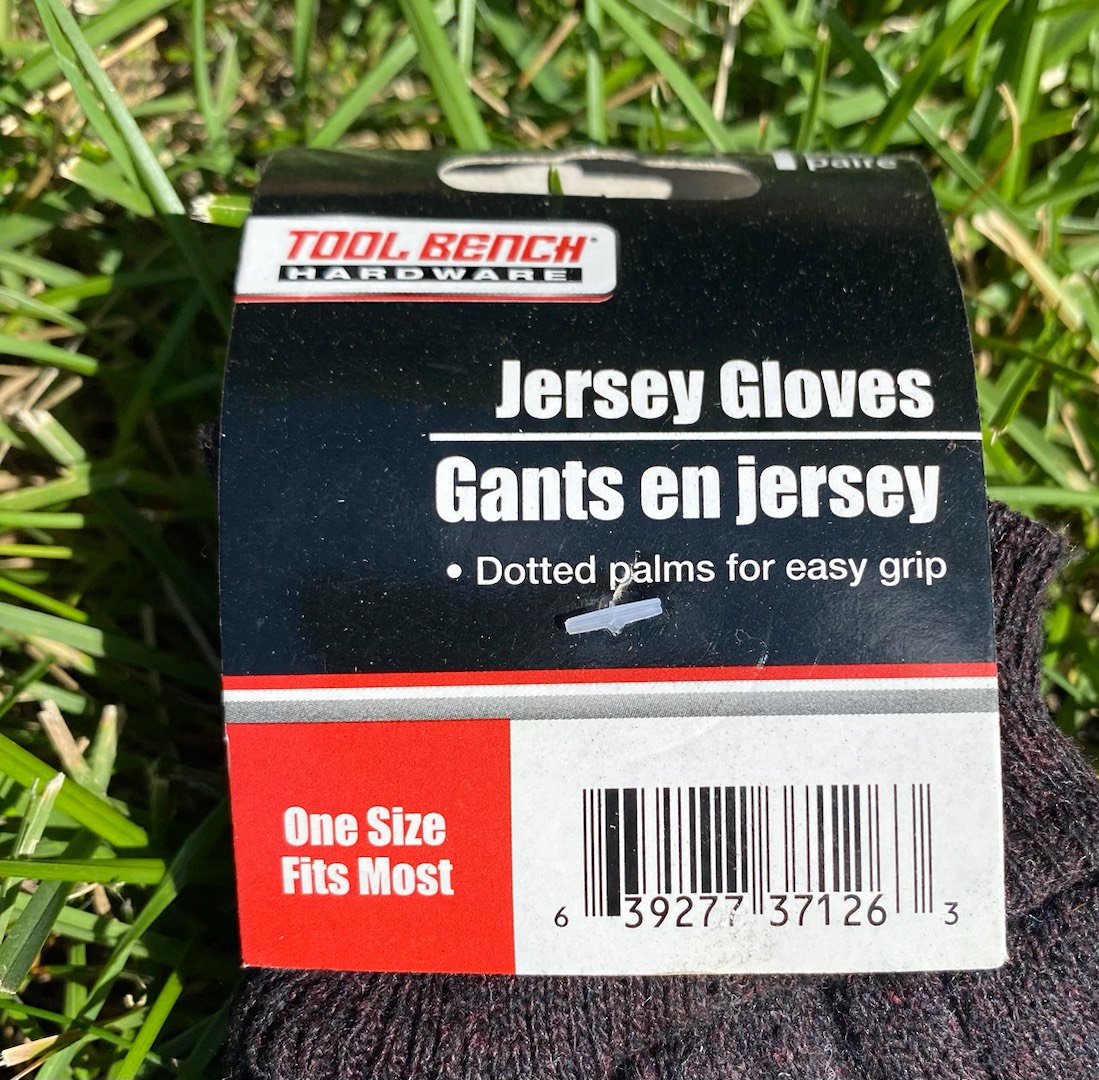 paire
TOOL BENCH
HARDWARE
Jersey Gloves
Gants en jersey
• Dotted palms for easy grip
One Size
Fits Most
6 39277 37126 3